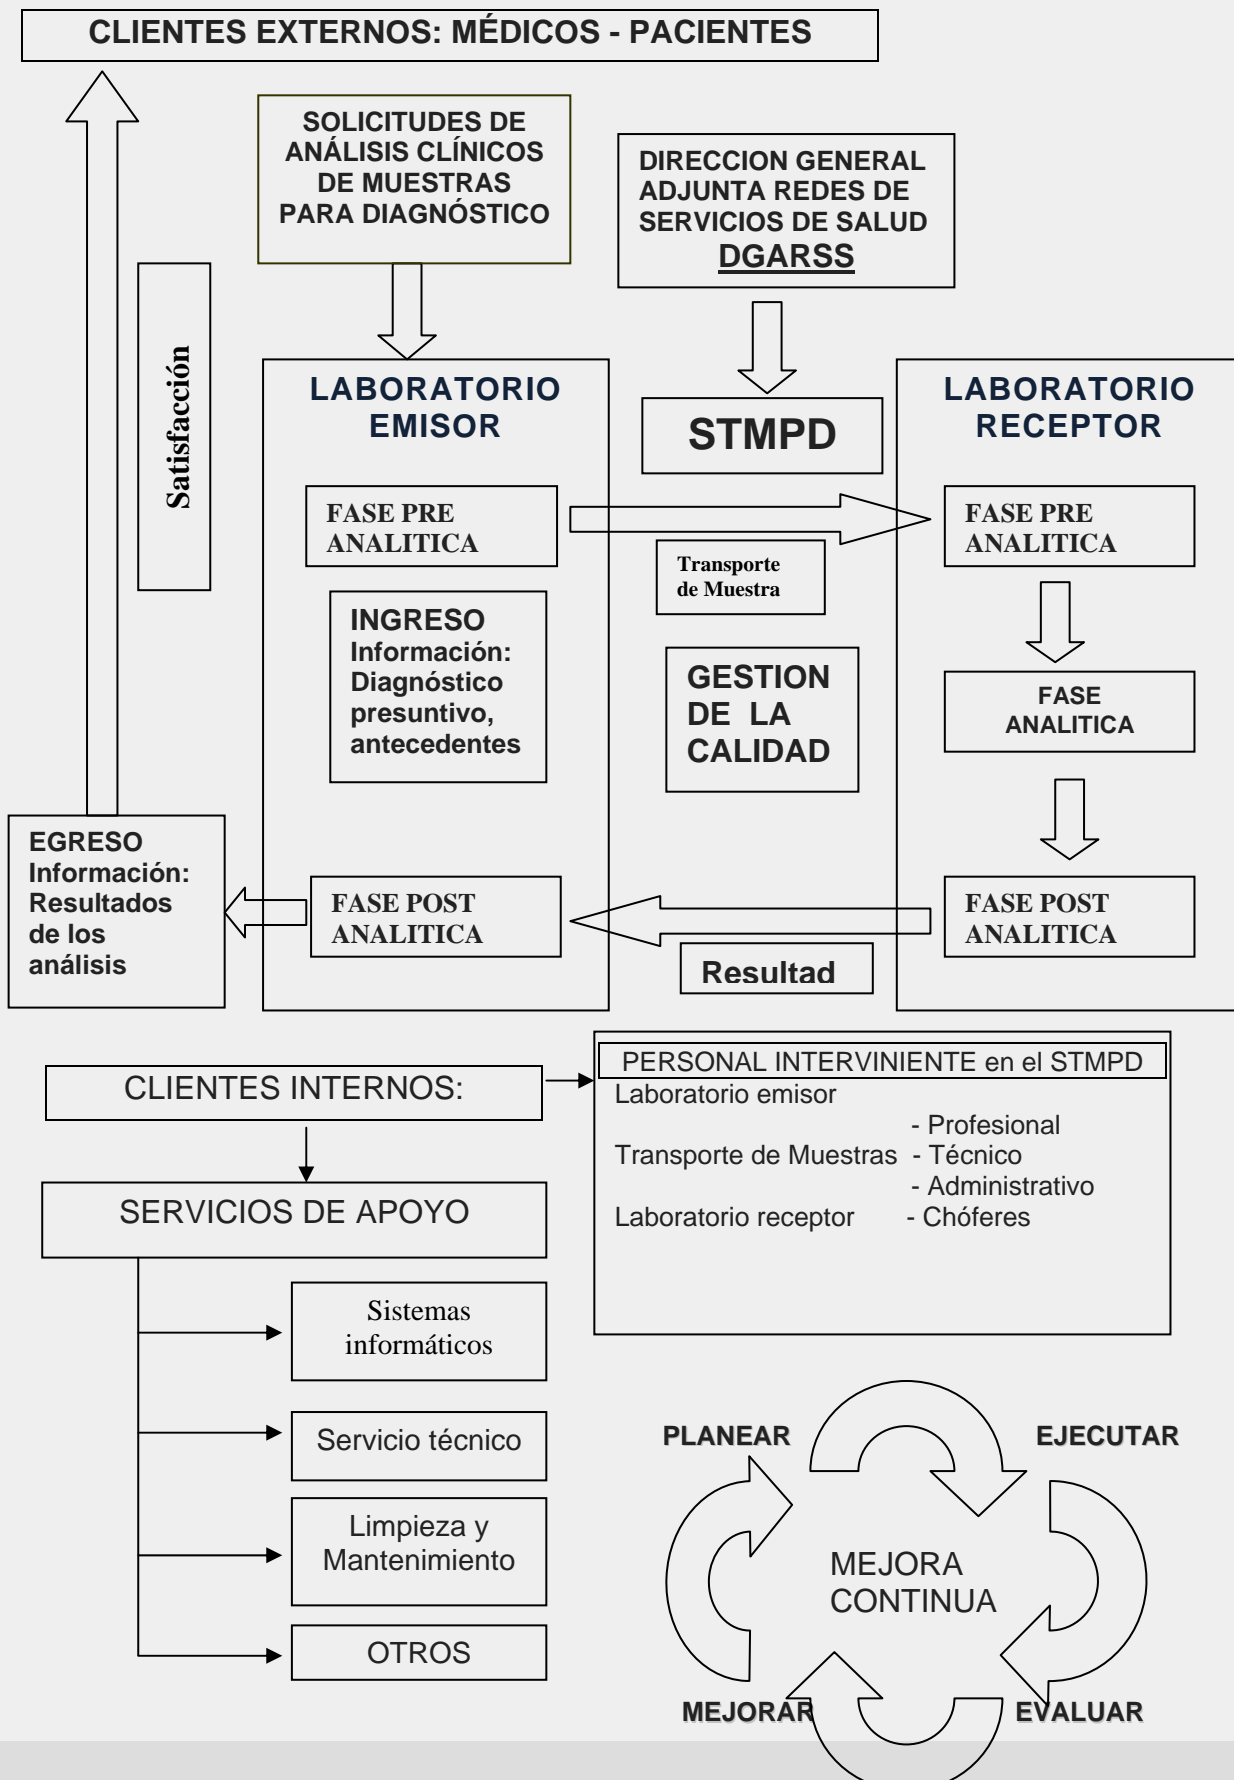 CLIENTES EXTERNOS: MÉDICOS - PACIENTES
SOLICITUDES DE
ANÁLISIS CLÍNICOS
DE MUESTRAS
PARA DIAGNÓSTICO
DIRECCION GENERAL
ADJUNTA REDES DE
SERVICIOS DE SALUD
DGARSS
Satisfacción
LABORATORIO
EMISOR
STMPD
LABORATORIO
RECEPTOR
FASE PRE
ANALITICA
Transporte
de Muestra
FASE PRE
ANALITICA
INGRESO
Información:
Diagnóstico
presuntivo,
antecedentes
GESTION
DE LA
CALIDAD
FASE
ANALITICA
EGRESO
Información:
Resultados
de los
análisis
FASE POST
ANALITICA
Resultad
FASE POST
ANALITICA
CLIENTES INTERNOS:
PERSONAL INTERVINIENTE en el STMPD
Laboratorio emisor
- Profesional
Transporte de Muestras - Técnico
- Administrativo
Laboratorio receptor - Chóferes
SERVICIOS DE APOYO
Sistemas
informáticos
Servicio técnico
Limpieza y
Mantenimiento
OTROS
PLANEAR
EJECUTAR
MEJORA
CONTINUA
MEJORAR
EVALUAR